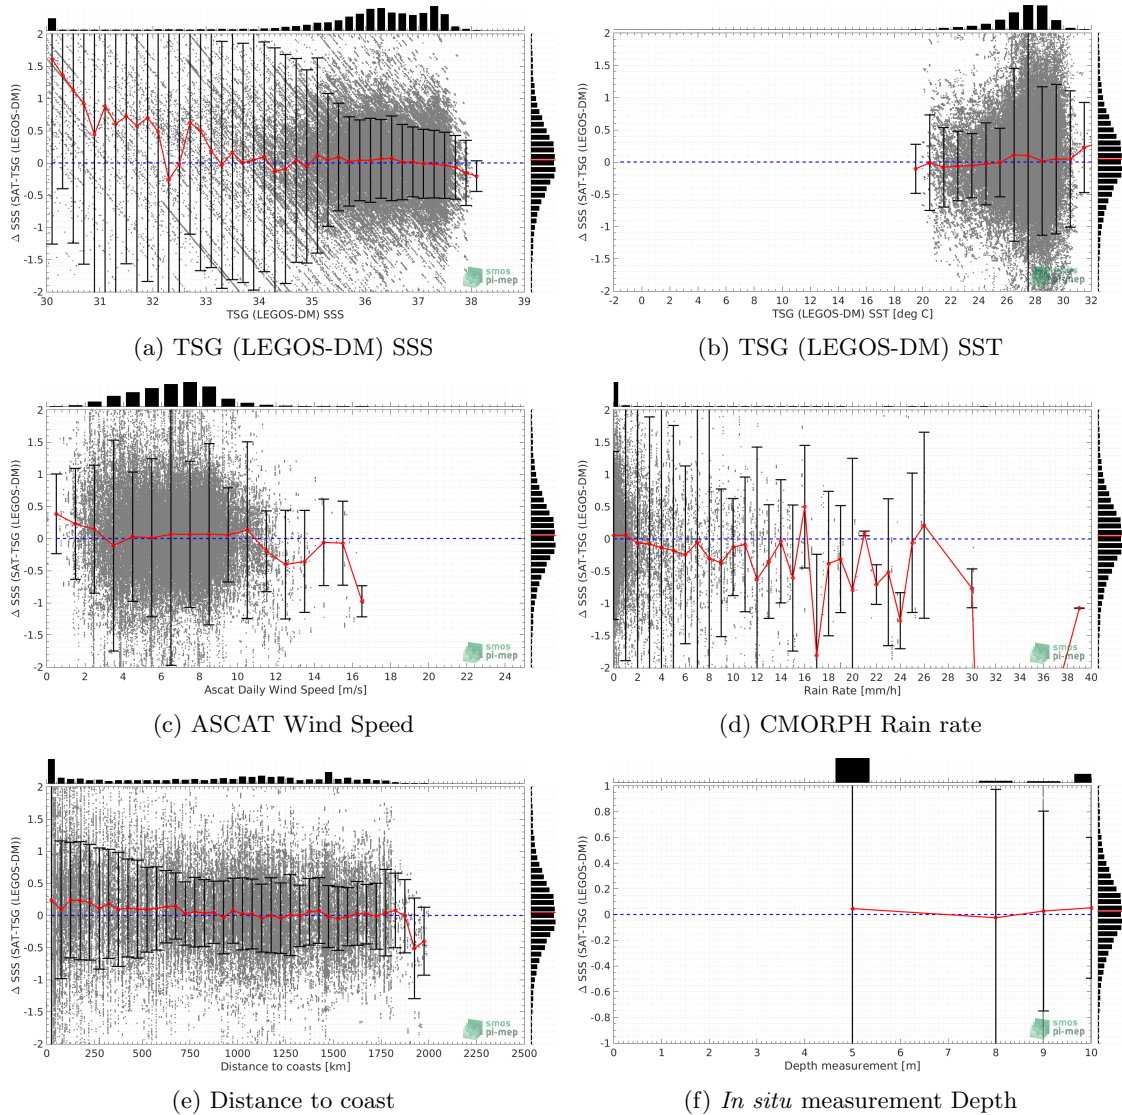 2
1.5
1
0.5
0
-0.5
-1
-1.5
-2
Δ SSS (SAT-TSG (LEGOS-DM))
30 31 32 33 34 35 36 37 38 39
TSG (LEGOS-DM) SSS
smos
pi-mep
(a) TSG (LEGOS-DM) SSS
2
1.5
1
0.5
0
-0.5
-1
-1.5
-2
Δ SSS (SAT-TSG (LEGOS-DM))
-2 0 2 4 6 8 10 12 14 16 18 20 22 24 26 28 30 32
TSG (LEGOS-DM) SST [deg C]
smos
pi-mep
(b) TSG (LEGOS-DM) SST
2
1.5
1
0.5
0
-0.5
-1
-1.5
-2
Δ SSS (SAT-TSG (LEGOS-DM))
0 2 4 6 8 10 12 14 16 18 20 22 24
Ascat Daily Wind Speed [m/s]
smos
pi-mep
(c) ASCAT Wind Speed
2
1.5
1
0.5
0
-0.5
-1
-1.5
-2
Δ SSS (SAT-TSG (LEGOS-DM))
0 2 4 6 8 10 12 14 16 18 20 22 24 26 28 30 32 34 36 38 40
Rain Rate [mm/h]
smos
pi-mep
(d) CMORPH Rain rate
2
1.5
1
0.5
0
-0.5
-1
-1.5
-2
Δ SSS (SAT-TSG (LEGOS-DM))
0 250 500 750 1000 1250 1500 1750 2000 2250 2500
Distance to coasts [km]
smos
pi-mep
(e) Distance to coast
1
0.8
0.6
0.4
0.2
0
-0.2
-0.4
-0.6
-0.8
-1
Δ SSS (SAT-TSG (LEGOS-DM))
0 1 2 3 4 5 6 7 8 9 10
Depth measurement [m]
smos
pi-mep
(f) In situ measurement Depth